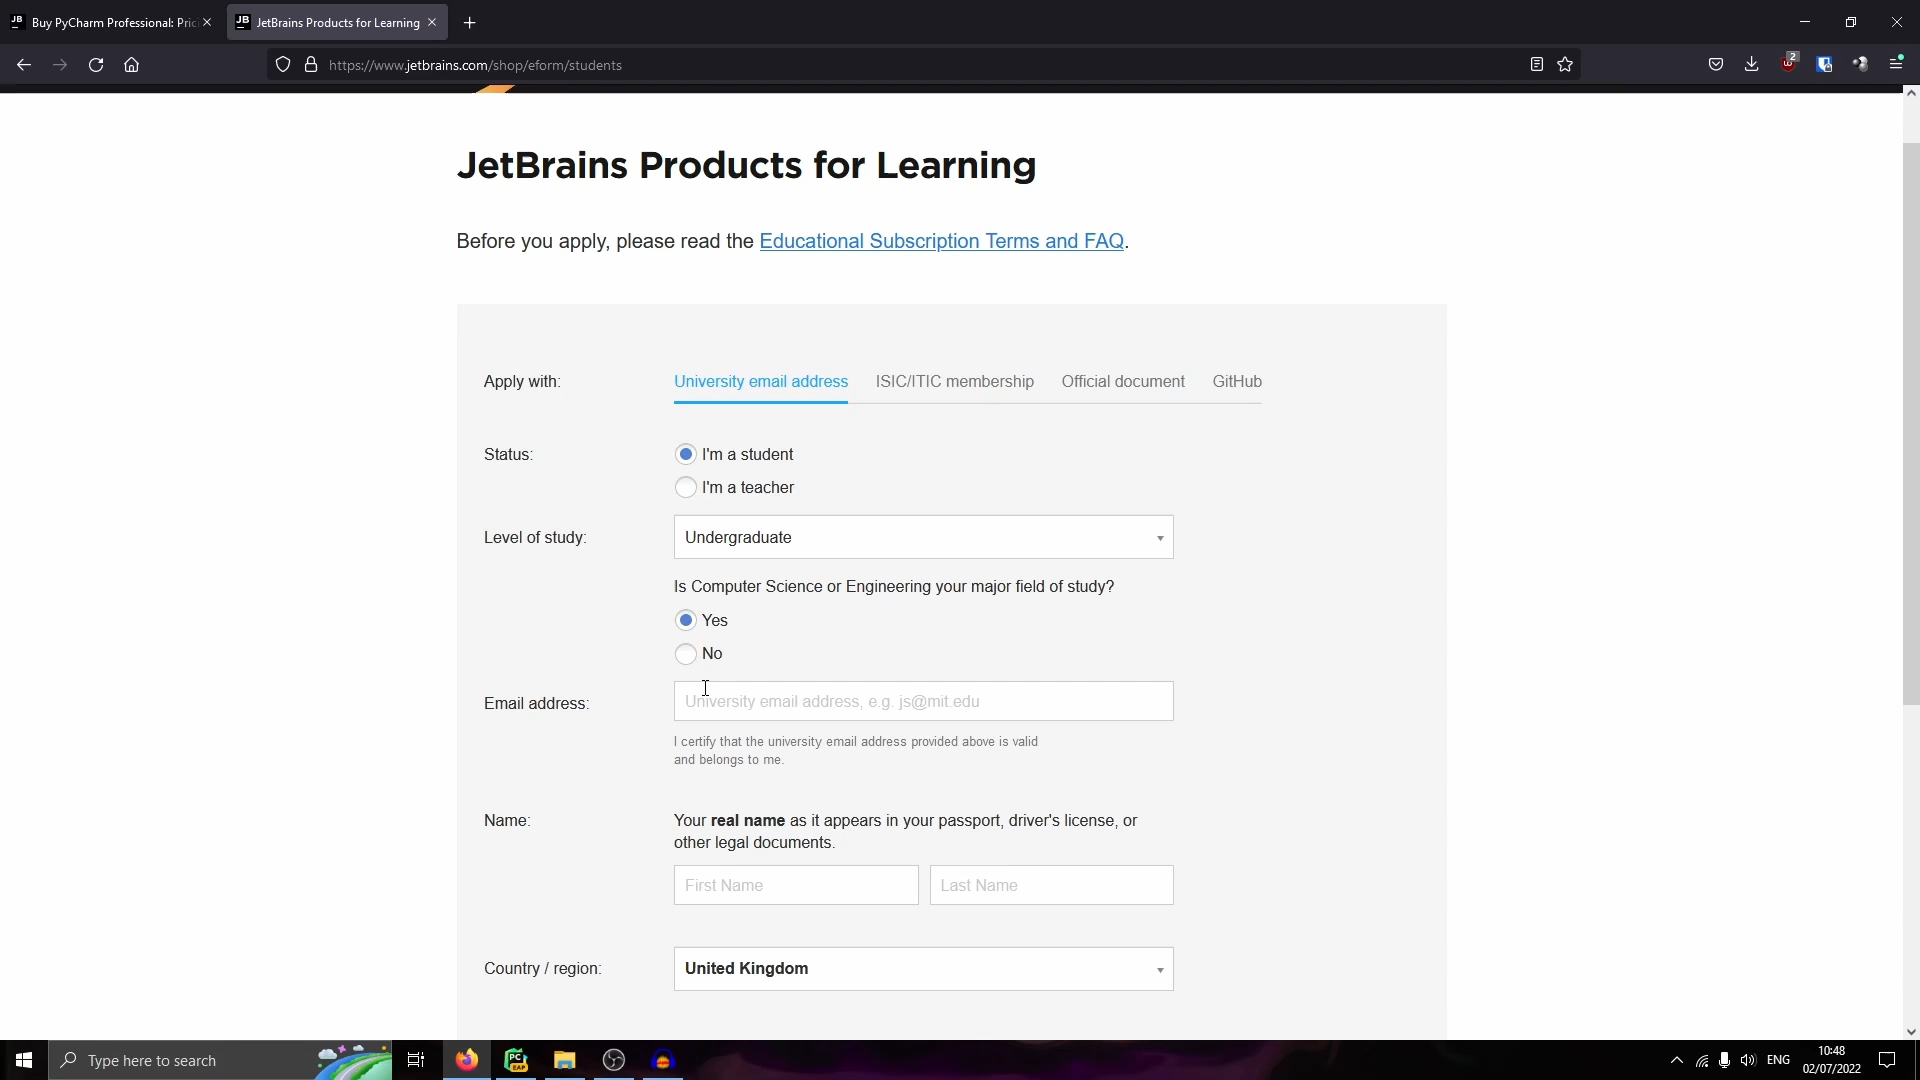 Buy PyCharm Professional: Pric
JetBrains Products for Learning
https://www.jetbrains.com/shop/eform/students
2
JetBrains Products for Learning
Before you apply, please read the Educational Subscription Terms and FAQ.
Apply with:
University email address
ISIC/ITIC membership
Official document
GitHub
Status:
I'm a student
I'm a teacher
Level of study:
Undergraduate
Is Computer Science or Engineering your major field of study?
Yes
No
Email address:
University email address, e.g. js@mit.edu
I certify that the university email address provided above is valid
and belongs to me.
Name:
Your real name as it appears in your passport, driver's license, or
other legal documents.
First Name
Last Name
Country / region:
United Kingdom
Type here to search
PC
EAP
ENG
10:48
02/07/2022